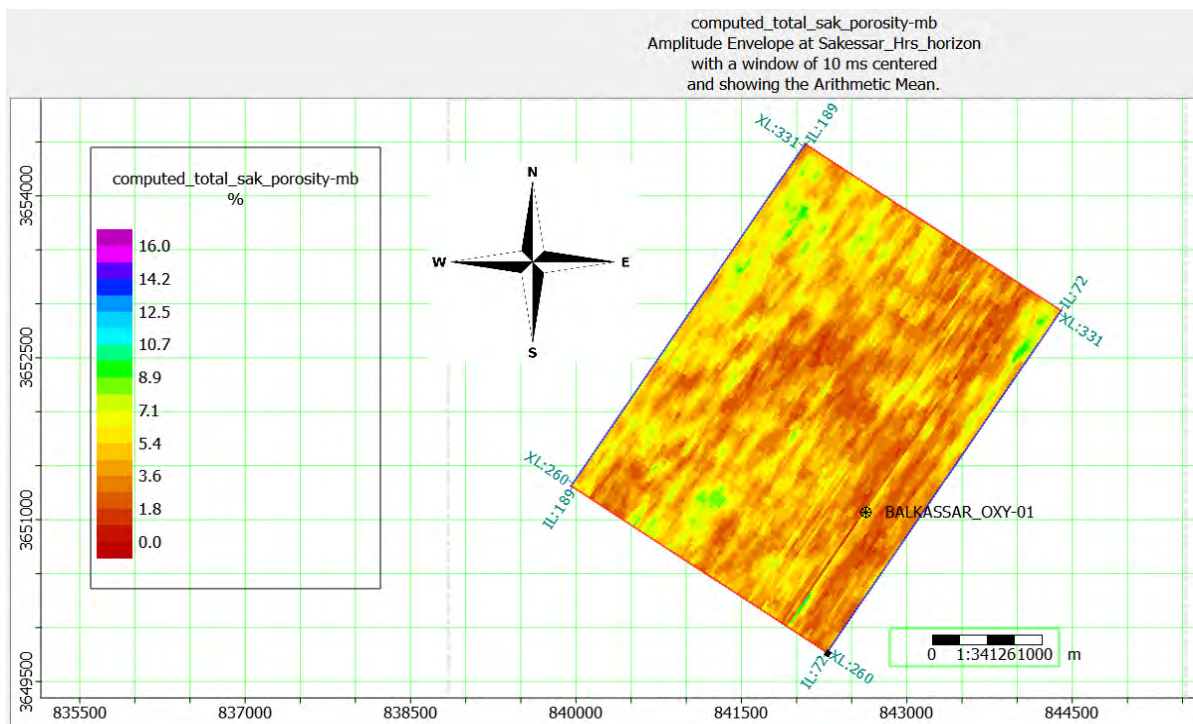 computed_total_sak_porosity-mb
Amplitude Envelope at Sakessar_Hrs_horizon
with a window of 10 ms centered
and showing the Arithmetic Mean.
computed_total_sak_porosity-mb
%
16.0
14.2
12.5
10.7
8.9
7.1
5.4
3.6
1.8
0.0
N
W
E
S
XL:331
IL:189
IL:72
XL:331
XL:260
IL:189
BALKASSAR_OXY-01
IL:72
XL:260
0 1:341261000 m
3654000
3652500
3651000
3649500
835500 837000 838500 840000 841500 843000 844500